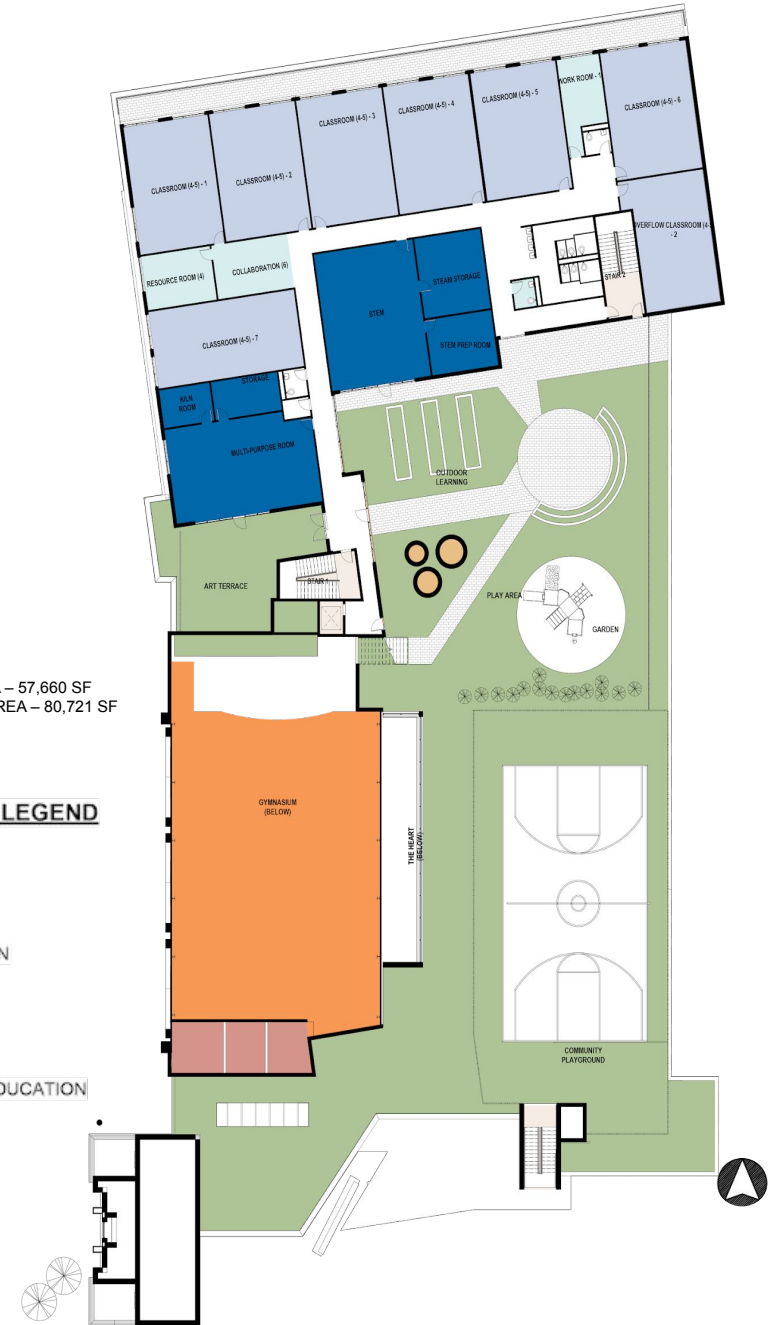 WORK ROOM - 1
CLASSROOM (4-5) - 6
CLASSROOM (4-5) - 5
CLASSROOM (4-5) - 4
CLASSROOM (4-5) - 3
CLASSROOM (4-5) - 2
CLASSROOM (4-5) - 1
OVERFLOW CLASSROOM (4-5)
- 2
COLLABORATION (6)
RESOURCE ROOM (4)
STEAM STORAGE
STAIR 2
STEM
CLASSROOM (4-5) - 7
STEM PREP ROOM
STORAGE
KILN
ROOM
MULTI-PURPOSE ROOM
OUTDOOR
LEARNING
STAIR 1
ART TERRACE
PLAY AREA
GARDEN
– 57,660 SF
REA – 80,721 SF
GYMNASIUM
(BELOW)
LEGEND
THE HEART
(BELOW)
N
COMMUNITY
PLAYGROUND
DUCATION